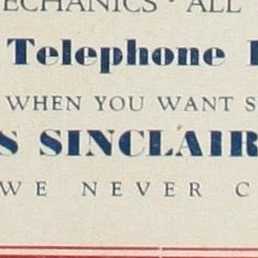 ECHANICS · ALL
Telephone
WHEN YOU WANT S
S SINCLAIR
WE NEVER C